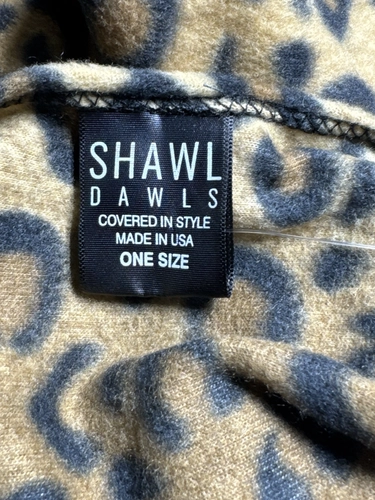 SHAWL
DAWLS
COVERED IN STYLE
MADE IN USA
ONE SIZE